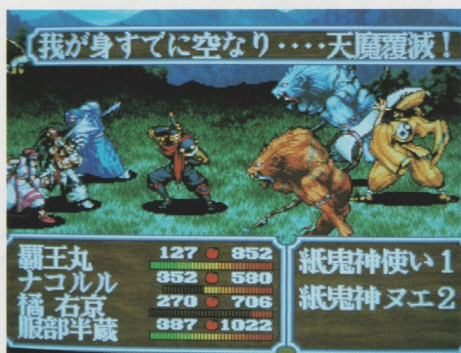 我が身すでに空なり‥‥天魔覆滅！
覇王丸 127 852
ナコルル 352 580
橘 右京 270 706
服部半蔵 397 1022
紙鬼神使い1
紙鬼神ヌエ2